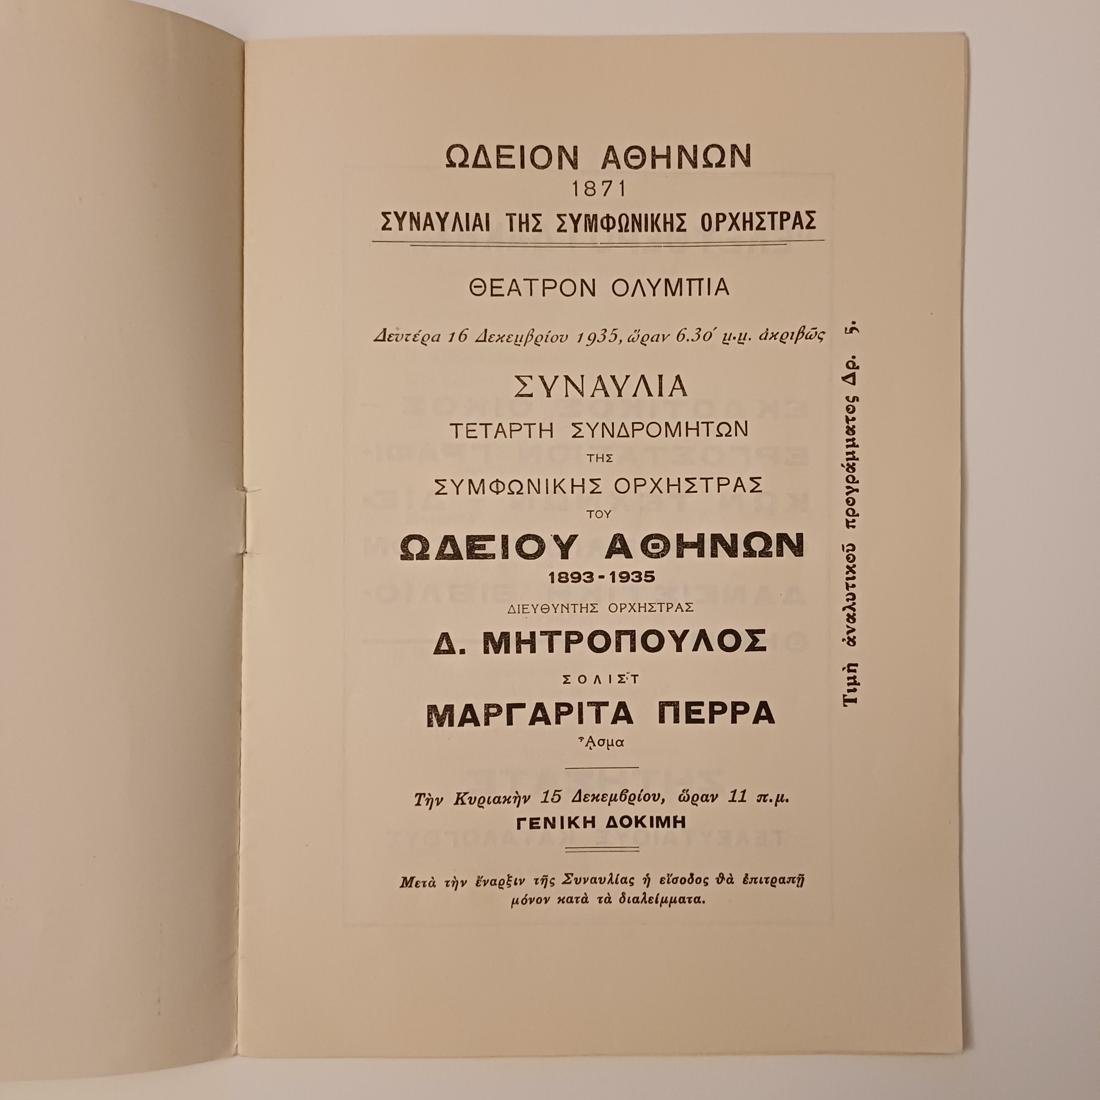 ΩΔΕΙΟΝ ΑΘΗΝΩΝ
1871
ΣΥΝΑΥΛΙΑΙ ΤΗΣ ΣΥΜΦΩΝΙΚΗΣ ΟΡΧΗΣΤΡΑΣ
ΘΕΑΤΡΟΝ ΟΛΥΜΠΙΑ
Δευτέρα 16 Δεκεμβρίου 1935, ὥραν 6.30΄ μ.μ. ἀκριβῶς
ΣΥΝΑΥΛΙΑ
ΤΕΤΑΡΤΗ ΣΥΝΔΡΟΜΗΤΩΝ
ΤΗΣ
ΣΥΜΦΩΝΙΚΗΣ ΟΡΧΗΣΤΡΑΣ
ΤΟΥ
ΩΔΕΙΟΥ ΑΘΗΝΩΝ
1893-1935
ΔΙΕΥΘΥΝΤΗΣ ΟΡΧΗΣΤΡΑΣ
Δ. ΜΗΤΡΟΠΟΥΛΟΣ
ΣΟΛΙΣΤ
ΜΑΡΓΑΡΙΤΑ ΠΕΡΡΑ
ᾎσμα
Τὴν Κυριακὴν 15 Δεκεμβρίου, ὥραν 11 π.μ.
ΓΕΝΙΚΗ ΔΟΚΙΜΗ
Μετὰ τὴν ἔναρξιν τῆς Συναυλίας ἡ εἴσοδος θὰ ἐπιτραπῇ
μόνον κατὰ τὰ διαλείμματα.
Τιμὴ ἀναλυτικοῦ προγράμματος Δρ. 5.